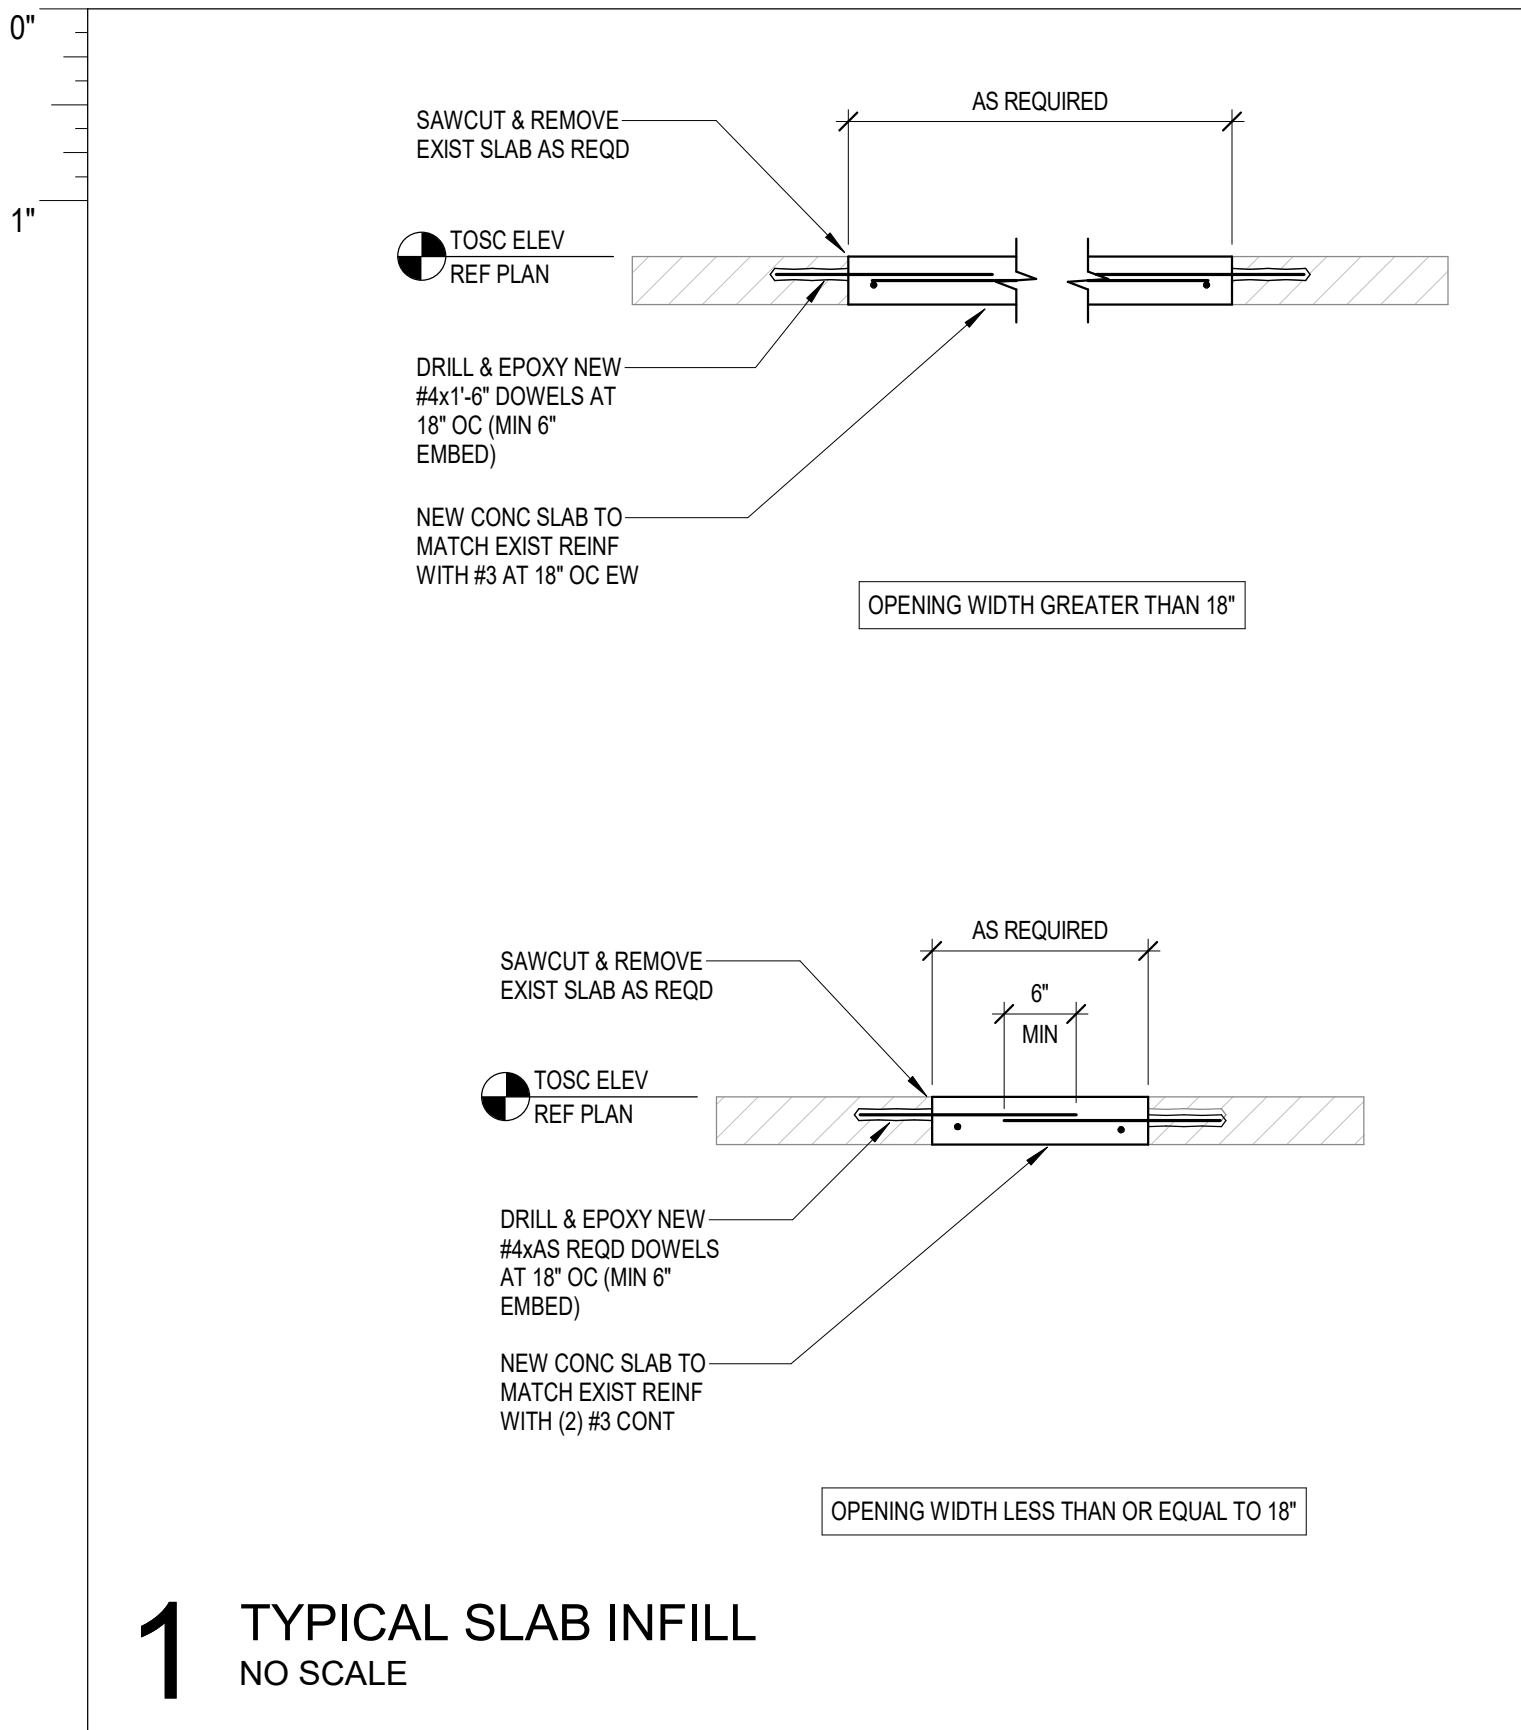 0"
1"
AS REQUIRED
SAWCUT & REMOVE
EXIST SLAB AS REQD
TOSC ELEV
REF PLAN
DRILL & EPOXY NEW
#4x1'-6" DOWELS AT
18" OC (MIN 6"
EMBED)
NEW CONC SLAB TO
MATCH EXIST REINF
WITH #3 AT 18" OC EW
OPENING WIDTH GREATER THAN 18"
AS REQUIRED
SAWCUT & REMOVE
EXIST SLAB AS REQD
6"
MIN
TOSC ELEV
REF PLAN
DRILL & EPOXY NEW
#4xAS REQD DOWELS
AT 18" OC (MIN 6"
EMBED)
NEW CONC SLAB TO
MATCH EXIST REINF
WITH (2) #3 CONT
OPENING WIDTH LESS THAN OR EQUAL TO 18"
1 TYPICAL SLAB INFILL
NO SCALE